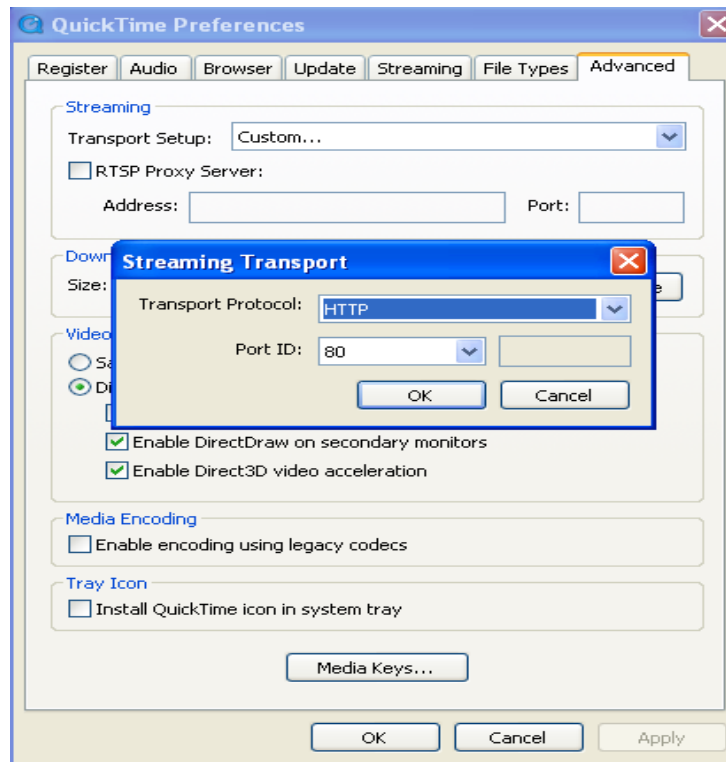 QuickTime Preferences
Register Audio Browser Update Streaming File Types Advanced
Streaming
Transport Setup: Custom...
RTSP Proxy Server:
Address: Port:
Streaming Transport
Size:
Transport Protocol: HTTP
Video
Port ID: 80
OK Cancel
Enable DirectDraw on secondary monitors
Enable Direct3D video acceleration
Media Encoding
Enable encoding using legacy codecs
Tray Icon
Install QuickTime icon in system tray
Media Keys...
OK Cancel Apply